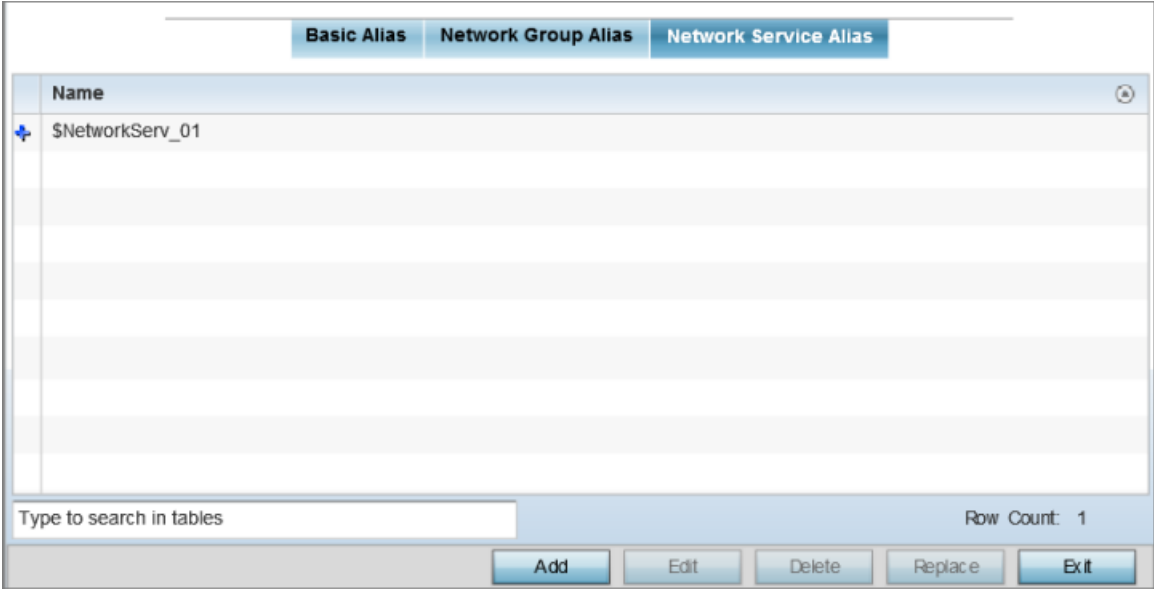 Basic Alias Network Group Alias Network Service Alias
Name
$NetworkServ_01
Type to search in tables Row Count: 1
Add Edit Delete Replace Exit